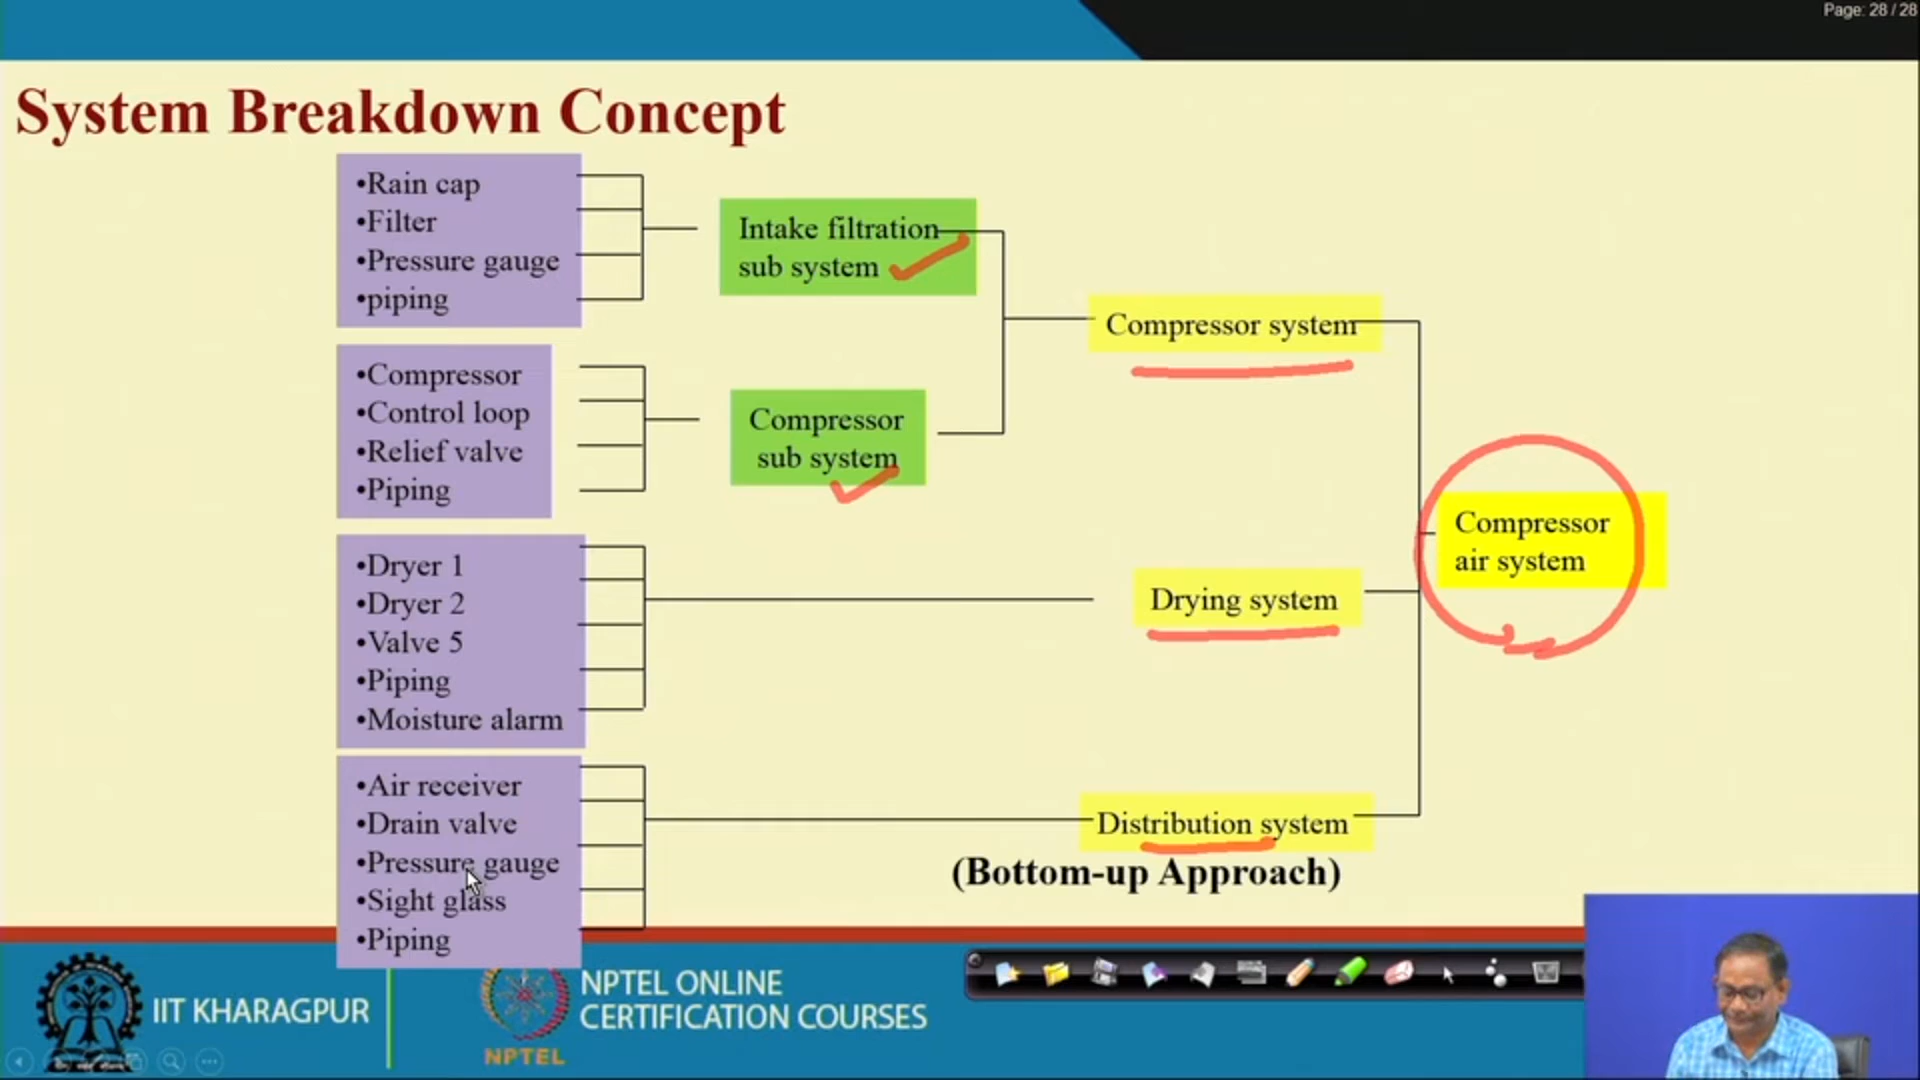 Page: 28 / 28
System Breakdown Concept
•Rain cap
•Filter
•Pressure gauge
•piping
Intake filtration
sub system
•Compressor
•Control loop
•Relief valve
•Piping
Compressor
sub system
Compressor system
•Dryer 1
•Dryer 2
•Valve 5
•Piping
•Moisture alarm
Drying system
Compressor
air system
•Air receiver
•Drain valve
•Pressure gauge
•Sight glass
•Piping
Distribution system
(Bottom-up Approach)
IIT KHARAGPUR
NPTEL
NPTEL ONLINE
CERTIFICATION COURSES